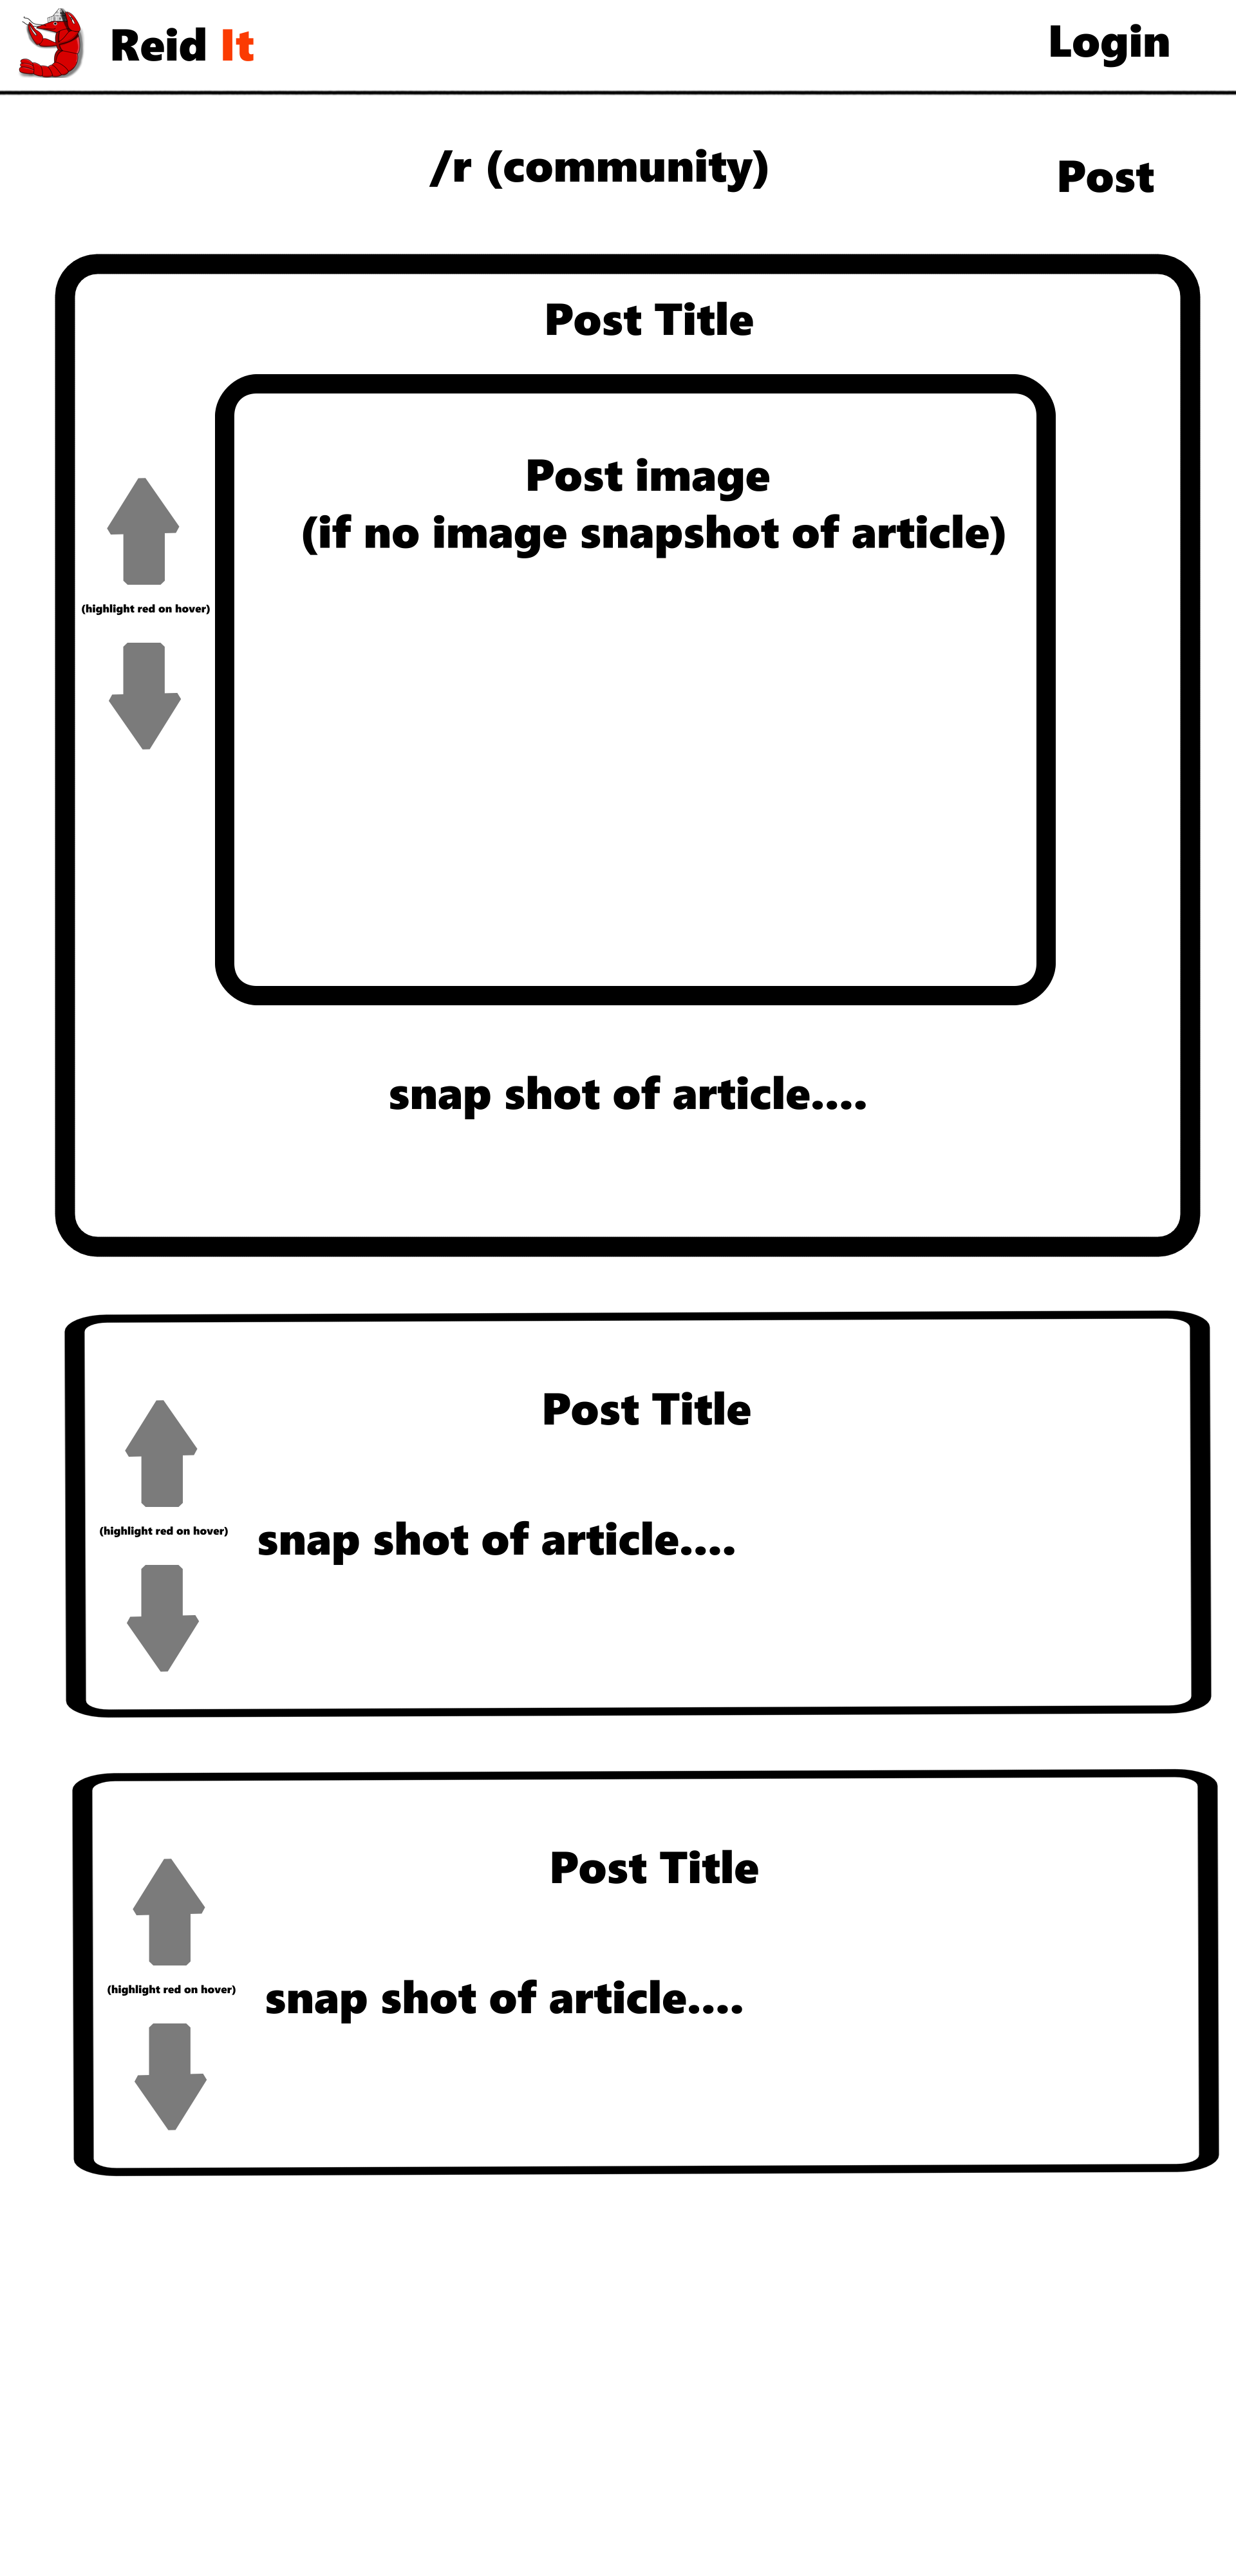 Reid It
Login
/r (community)
Post
Post Title
Post image
(if no image snapshot of article)
(highlight red on hover)
snap shot of article....
Post Title
(highlight red on hover)
snap shot of article....
Post Title
(highlight red on hover)
snap shot of article....